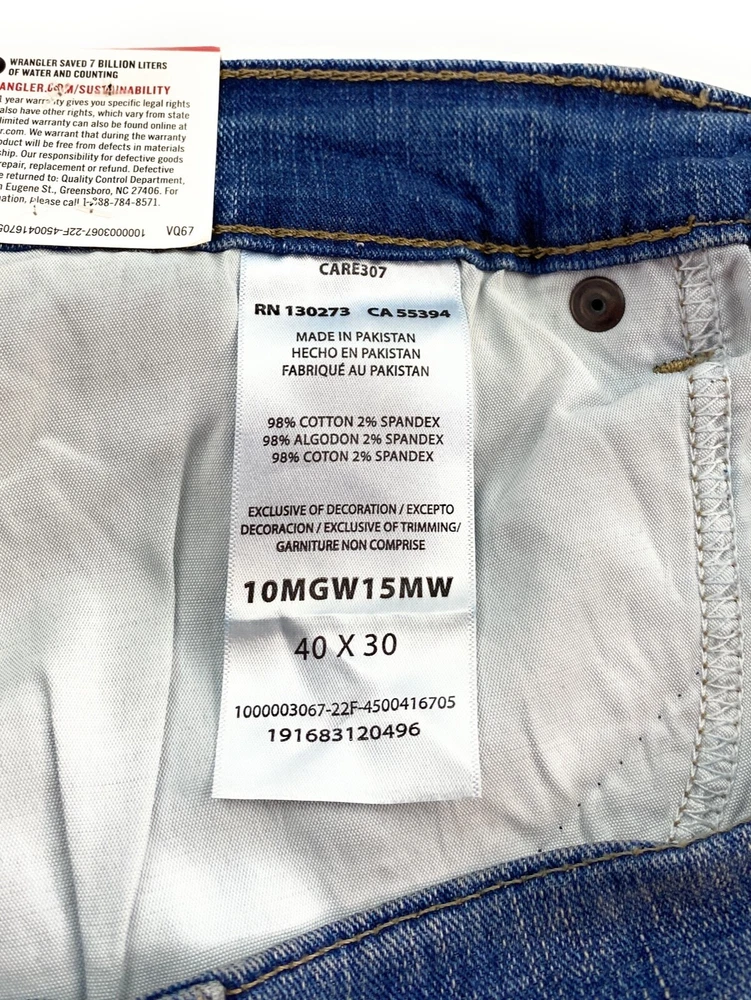 WRANGLER SAVED 7 BILLION LITERS
OF WATER AND COUNTING
year warranty gives you specific legal rights
also have other rights, which vary from state
limited warranty can also be found online at
r.com. We warrant that during the warranty
product will be free from defects in materials
ship. Our responsibility for defective goods
repair, replacement or refund. Defective
e returned to: Quality Control Department,
Eugene St., Greensboro, NC 27406. For
ation, please call 1-888-784-8571.
1000003067-22F-4500416705
VQ67
CARE307
RN 130273 CA 55394
MADE IN PAKISTAN
HECHO EN PAKISTAN
FABRIQUÉ AU PAKISTAN
98% COTTON 2% SPANDEX
98% ALGODON 2% SPANDEX
98% COTON 2% SPANDEX
EXCLUSIVE OF DECORATION / EXCEPTO
DECORACION / EXCLUSIVE OF TRIMMING/
GARNITURE NON COMPRISE
10MGW15MW
40 X 30
1000003067-22F-4500416705
191683120496